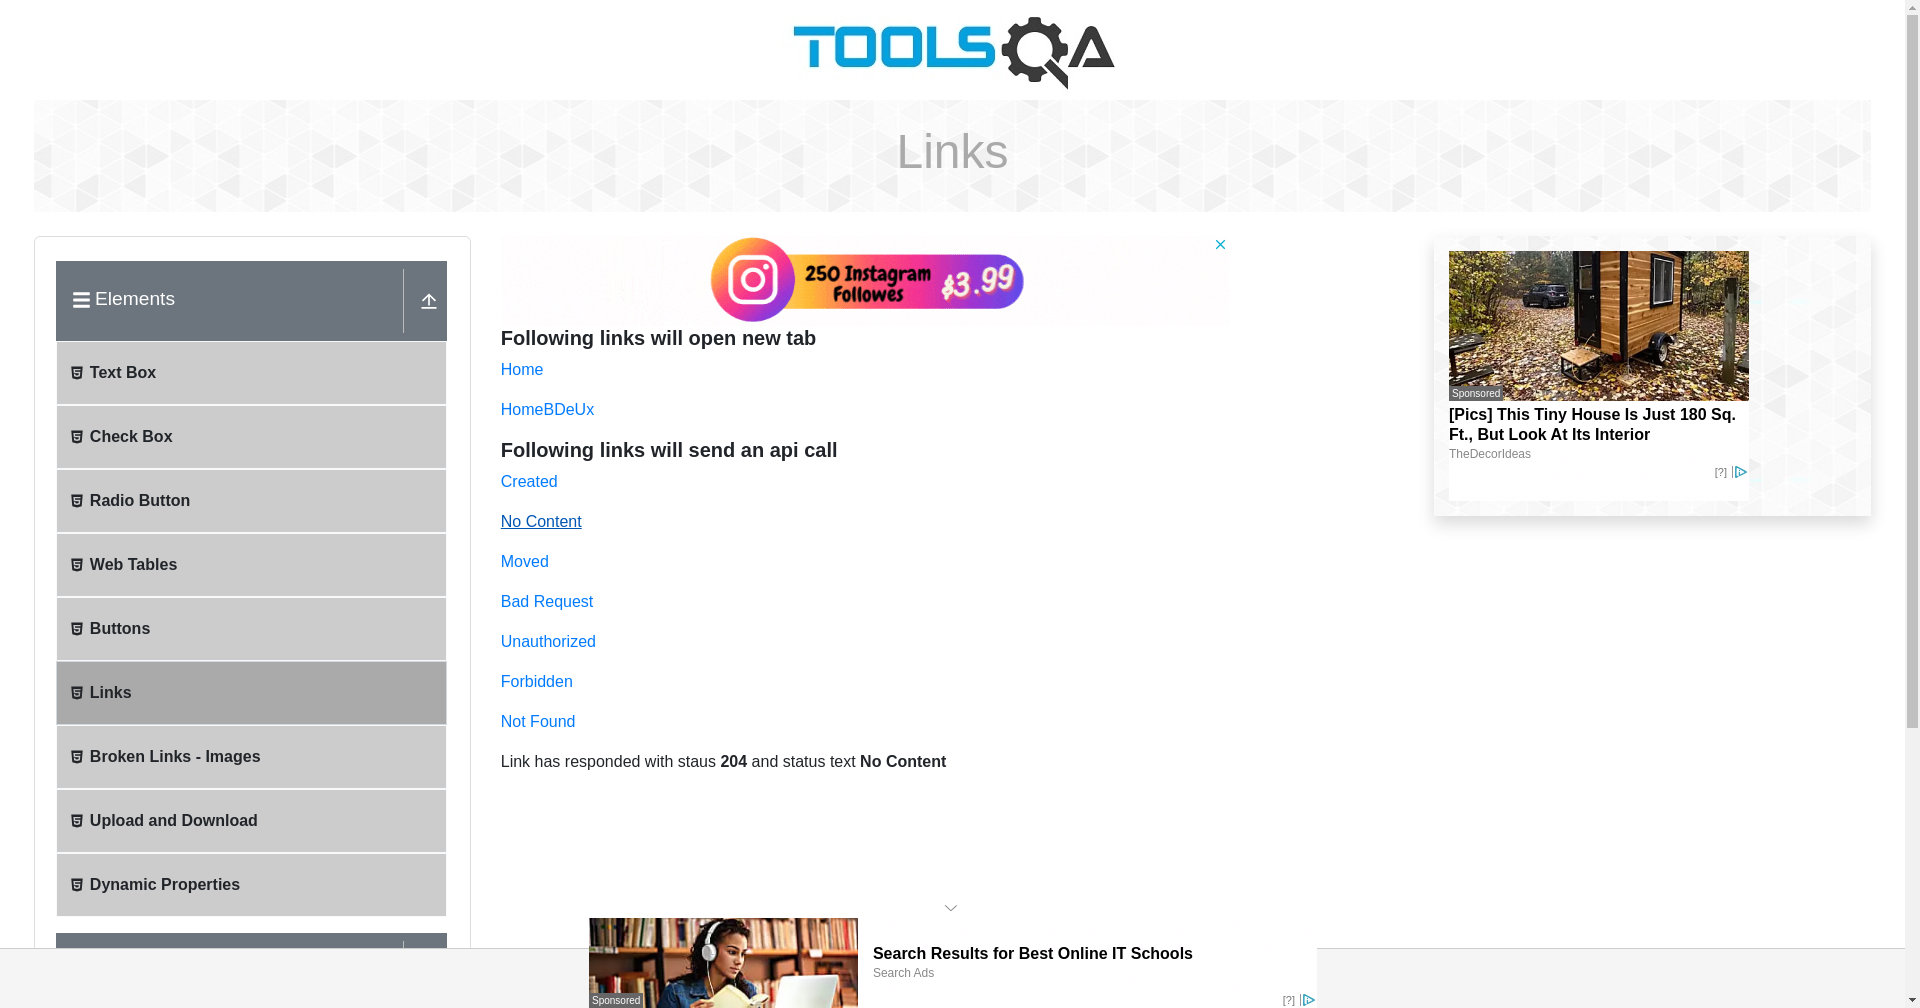 TOOLSQA
Links
Elements
Text Box
Check Box
Radio Button
Web Tables
Buttons
Links
Broken Links - Images
Upload and Download
Dynamic Properties
250 Instagram
Followes
$3.99
Following links will open new tab
Home
HomeBDeUx
Following links will send an api call
Created
No Content
Moved
Bad Request
Unauthorized
Forbidden
Not Found
Link has responded with staus 204 and status text No Content
Sponsored
[Pics] This Tiny House Is Just 180 Sq.
Ft., But Look At Its Interior
TheDecorIdeas
[?]
Search Results for Best Online IT Schools
Search Ads
Sponsored
[?]